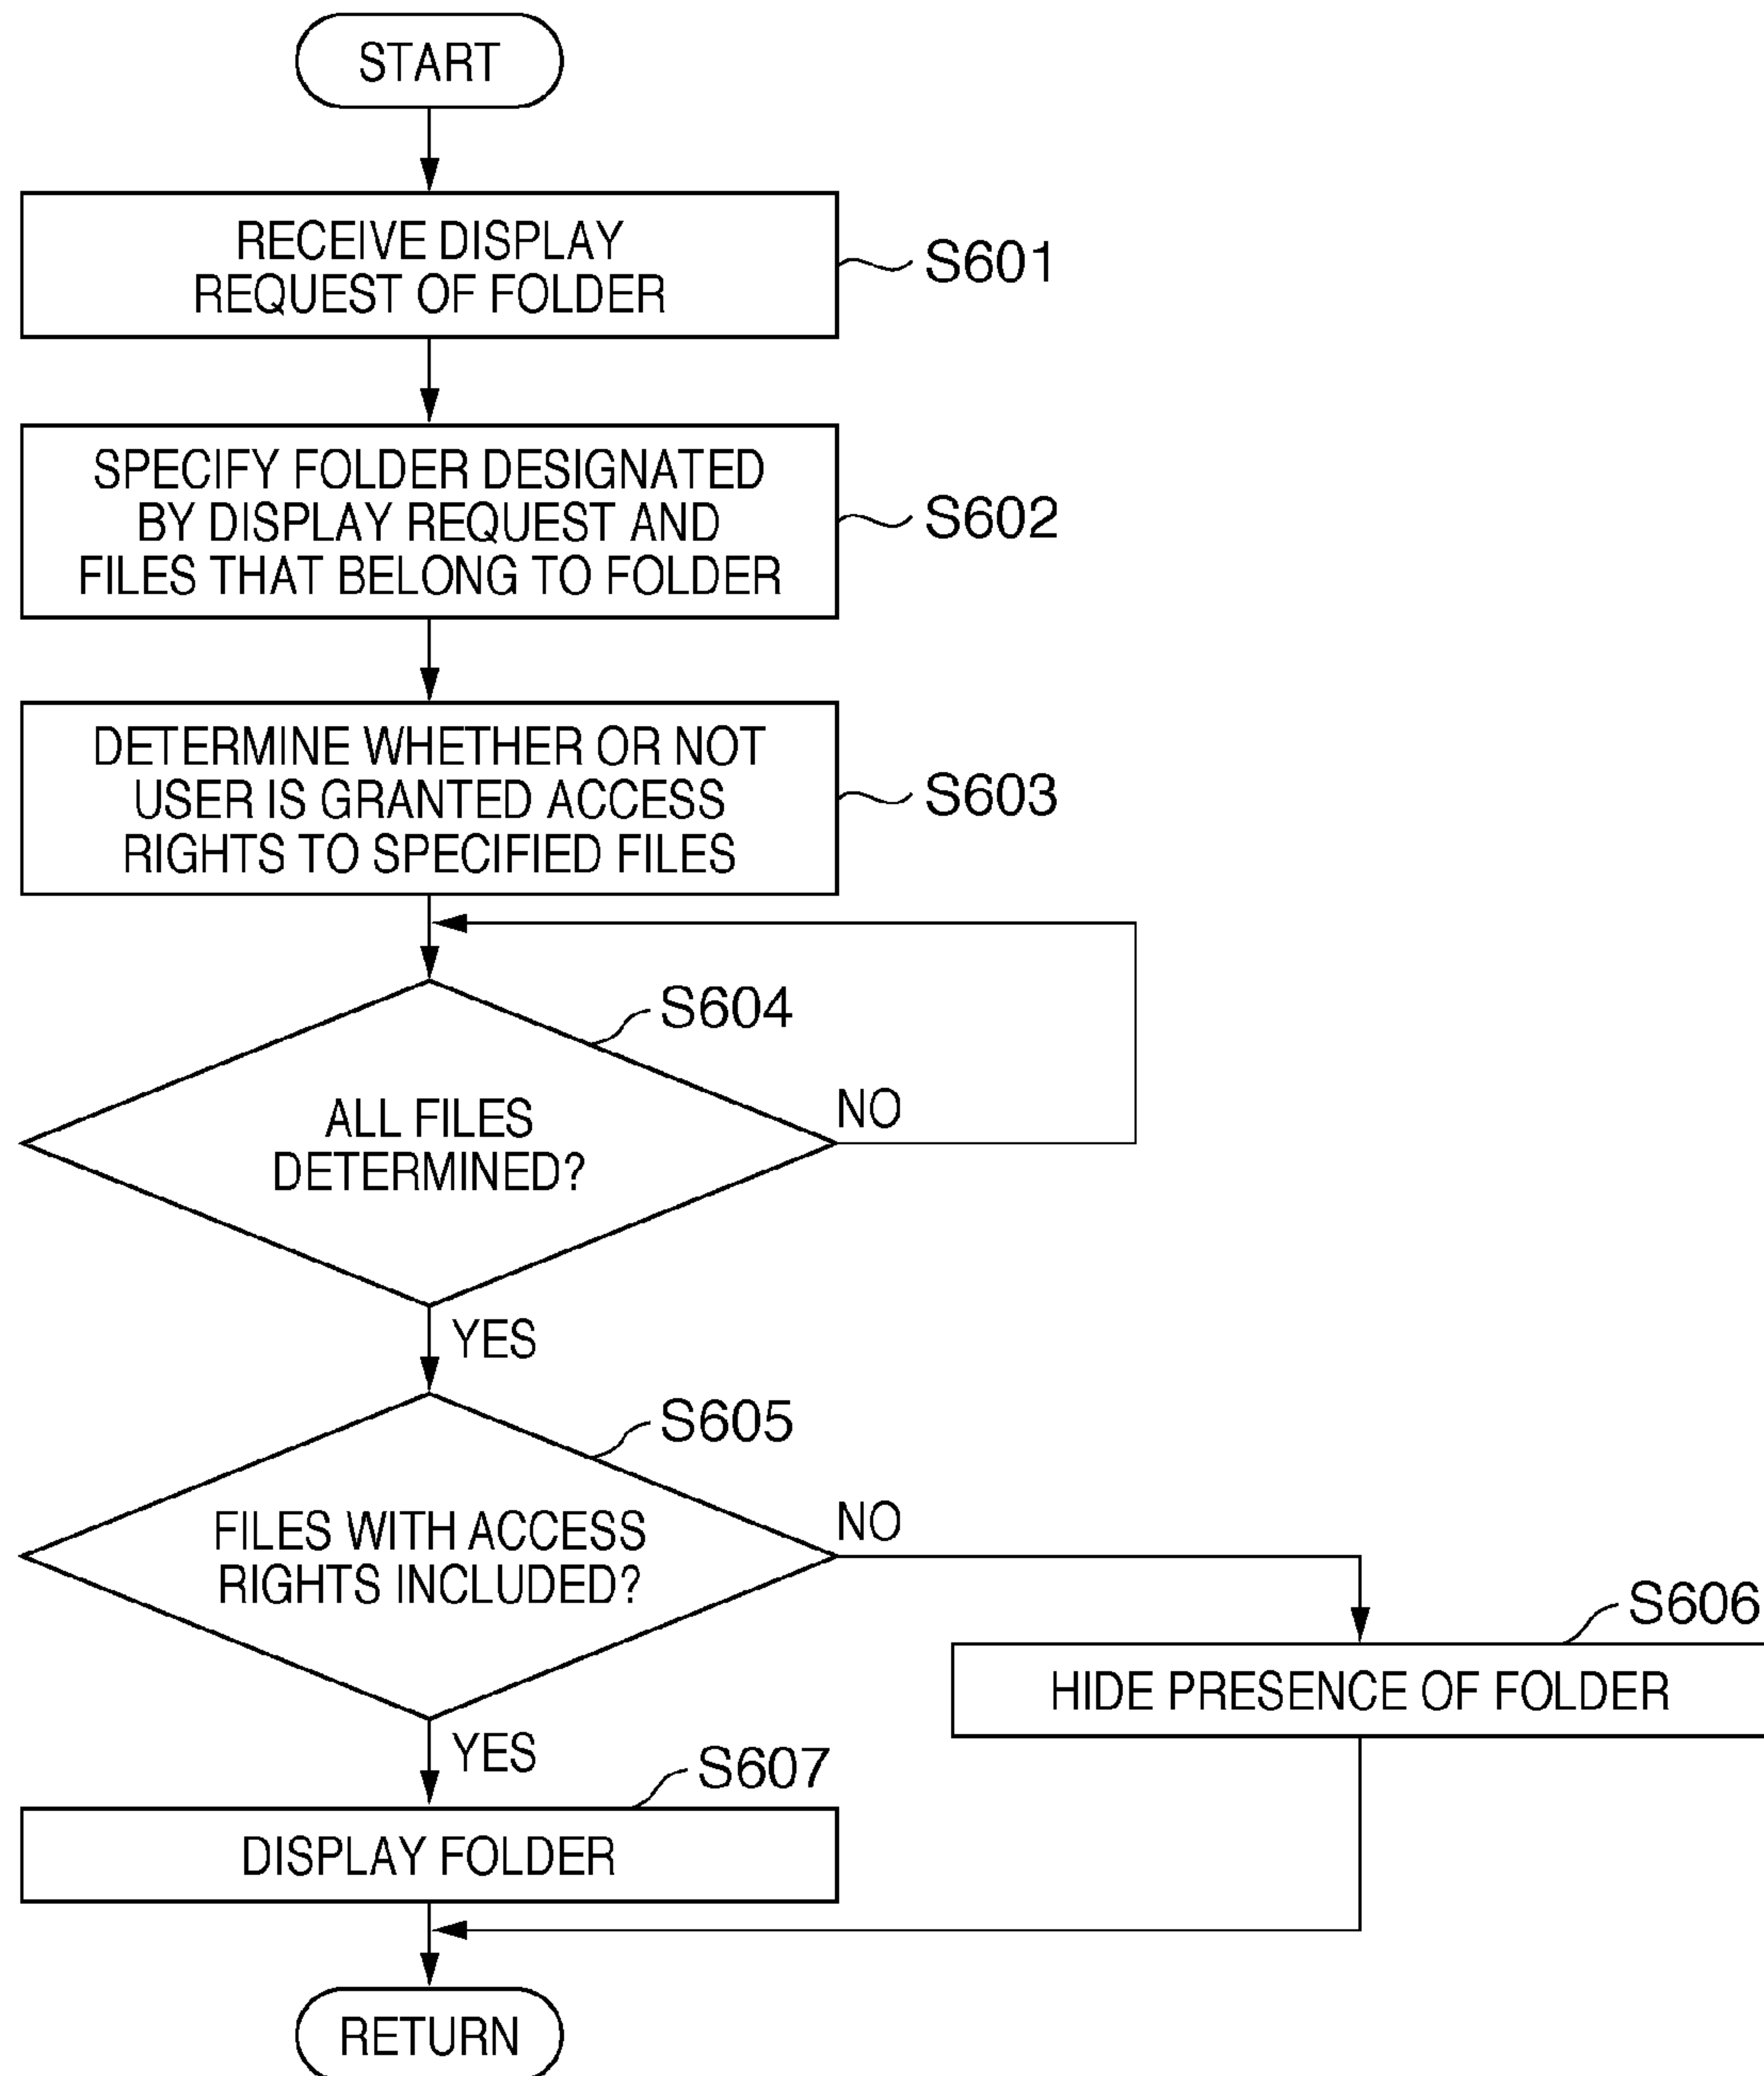 START
RECEIVE DISPLAY
REQUEST OF FOLDER
S601
SPECIFY FOLDER DESIGNATED
BY DISPLAY REQUEST AND
FILES THAT BELONG TO FOLDER
S602
DETERMINE WHETHER OR NOT
USER IS GRANTED ACCESS
RIGHTS TO SPECIFIED FILES
S603
S604
ALL FILES
DETERMINED?
NO
YES
S605
FILES WITH ACCESS
RIGHTS INCLUDED?
NO
S606
HIDE PRESENCE OF FOLDER
YES
S607
DISPLAY FOLDER
RETURN